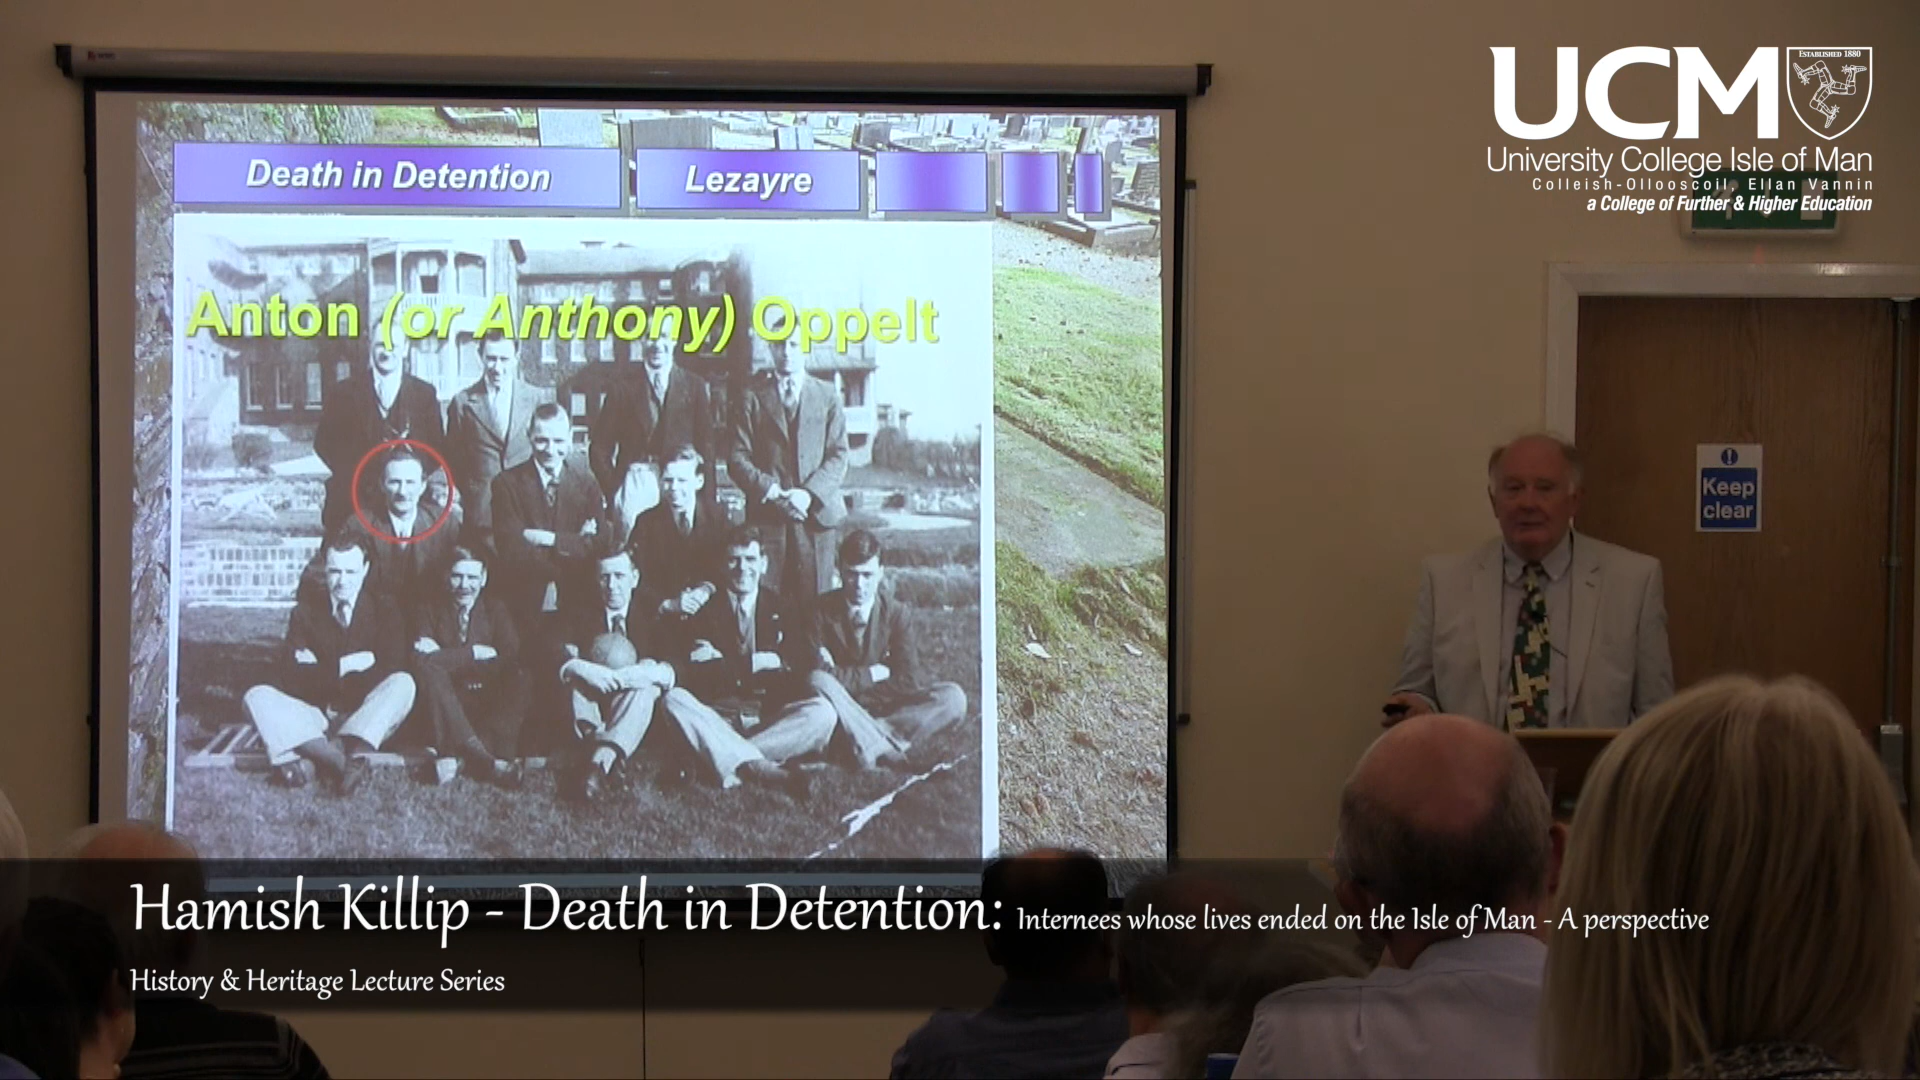 ESTABLISHED 1880
UCM
University College Isle of Man
Colleish-Ollooscoil, Ellan Vannin
a College of Further & Higher Education
Death in Detention
Lezayre
Anton (or Anthony) Oppelt
Keep
clear
Hamish Killip - Death in Detention: Internees whose lives ended on the Isle of Man - A perspective
History & Heritage Lecture Series